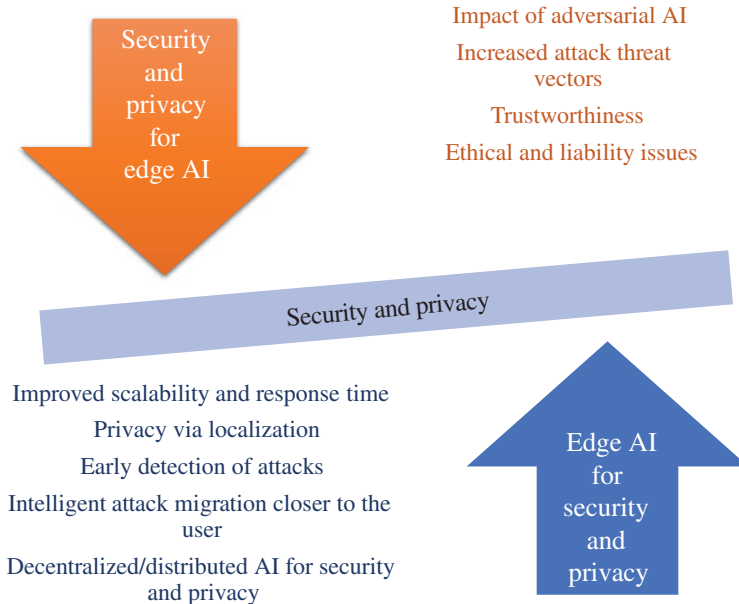 Security
and
privacy
for
edge AI
Impact of adversarial AI
Increased attack threat
vectors
Trustworthiness
Ethical and liability issues
Security and privacy
Improved scalability and response time
Privacy via localization
Early detection of attacks
Intelligent attack migration closer to the
user
Decentralized/distributed AI for security
and privacy
Edge AI
for
security
and
privacy